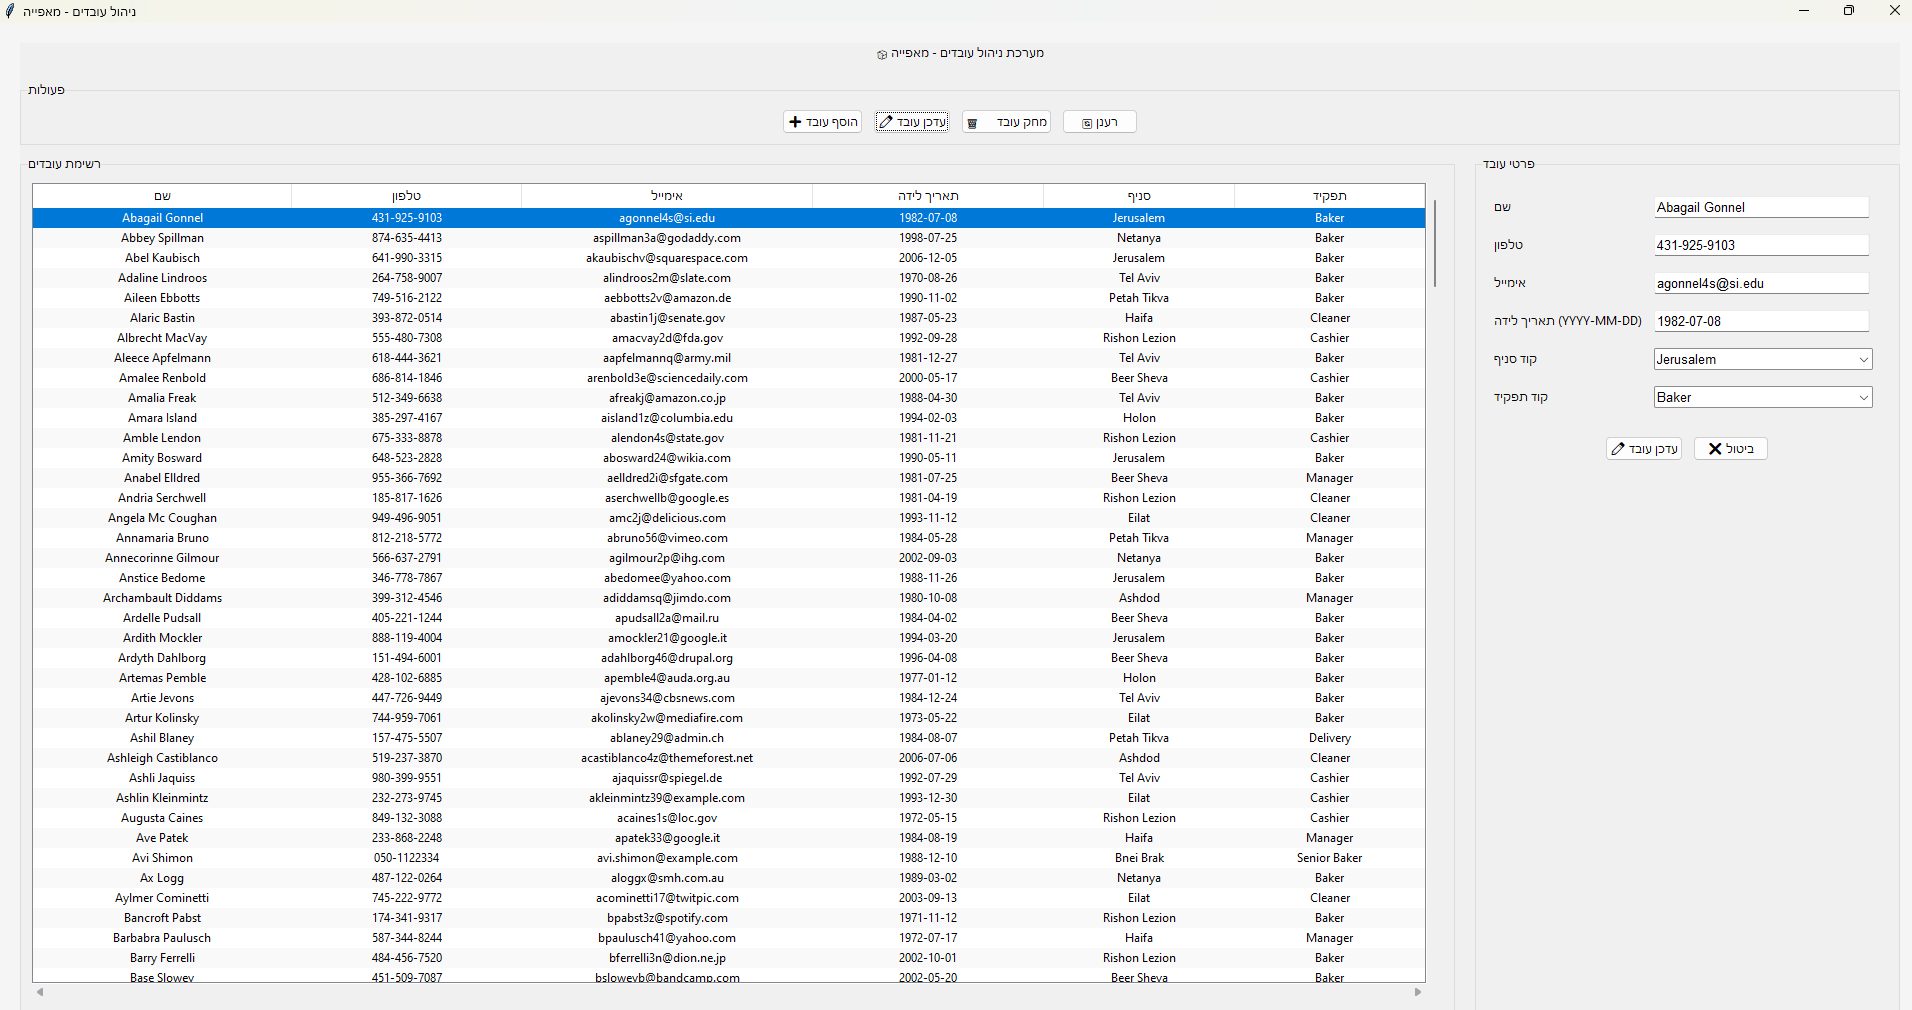 ניהול עובדים - מאפייה
מערכת ניהול עובדים - מאפייה
פעולות
הוסף עובד
עדכן עובד
מחק עובד
רענן
רשימת עובדים
שם טלפון אימייל תאריך לידה סניף תפקיד
Abagail Gonnel 431-925-9103 agonnel4s@si.edu 1982-07-08 Jerusalem Baker
Abbey Spillman 874-635-4413 aspillman3a@godaddy.com 1998-07-25 Netanya Baker
Abel Kaubisch 641-990-3315 akaubischv@squarespace.com 2006-12-05 Jerusalem Baker
Adaline Lindroos 264-758-9007 alindroos2m@slate.com 1970-08-26 Tel Aviv Baker
Aileen Ebbotts 749-516-2122 aebbotts2v@amazon.de 1990-11-02 Petah Tikva Baker
Alaric Bastin 393-872-0514 abastin1j@senate.gov 1987-05-23 Haifa Cleaner
Albrecht MacVay 555-480-7308 amacvay2d@fda.gov 1992-09-28 Rishon Lezion Cashier
Aleece Apfelmann 618-444-3621 aapfelmannq@army.mil 1981-12-27 Tel Aviv Baker
Amalee Renbold 686-814-1846 arenbold3e@sciencedaily.com 2000-05-17 Beer Sheva Cashier
Amalia Freak 512-349-6638 afreakj@amazon.co.jp 1988-04-30 Tel Aviv Baker
Amara Island 385-297-4167 aisland1z@columbia.edu 1994-02-03 Holon Baker
Amble Lendon 675-333-8878 alendon4s@state.gov 1981-11-21 Rishon Lezion Cashier
Amity Bosward 648-523-2828 abosward24@wikia.com 1990-05-11 Jerusalem Baker
Anabel Elldred 955-366-7692 aelldred2i@sfgate.com 1981-07-25 Beer Sheva Manager
Andria Serchwell 185-817-1626 aserchwellb@google.es 1981-04-19 Rishon Lezion Cleaner
Angela Mc Coughan 949-496-9051 amc2j@delicious.com 1993-11-12 Eilat Cleaner
Annamaria Bruno 812-218-5772 abruno56@vimeo.com 1984-05-28 Petah Tikva Manager
Annecorinne Gilmour 566-637-2791 agilmour2p@ihg.com 2002-09-03 Netanya Baker
Anstice Bedome 346-778-7867 abedomee@yahoo.com 1988-11-26 Jerusalem Baker
Archambault Diddams 399-312-4546 adiddamsq@jimdo.com 1980-10-08 Ashdod Manager
Ardelle Pudsall 405-221-1244 apudsall2a@mail.ru 1984-04-02 Beer Sheva Baker
Ardith Mockler 888-119-4004 amockler21@google.it 1994-03-20 Jerusalem Baker
Ardyth Dahlborg 151-494-6001 adahlborg46@drupal.org 1996-04-08 Beer Sheva Baker
Artemas Pemble 428-102-6885 apemble4@auda.org.au 1977-01-12 Holon Baker
Artie Jevons 447-726-9449 ajevons34@cbsnews.com 1984-12-24 Tel Aviv Baker
Artur Kolinsky 744-959-7061 akolinsky2w@mediafire.com 1973-05-22 Eilat Baker
Ashil Blaney 157-475-5507 ablaney29@admin.ch 1984-08-07 Petah Tikva Delivery
Ashleigh Castiblanco 519-237-3870 acastiblanco4z@themeforest.net 2006-07-06 Ashdod Cleaner
Ashli Jaquiss 980-399-9551 ajaquissr@spiegel.de 1992-07-29 Tel Aviv Cashier
Ashlin Kleinmintz 232-273-9745 akleinmintz39@example.com 1993-12-30 Eilat Cashier
Augusta Caines 849-132-3088 acaines1s@loc.gov 1972-05-15 Rishon Lezion Cashier
Ave Patek 233-868-2248 apatek33@google.it 1984-08-19 Haifa Manager
Avi Shimon 050-1122334 avi.shimon@example.com 1988-12-10 Bnei Brak Senior Baker
Ax Logg 487-122-0264 aloggx@smh.com.au 1989-03-02 Netanya Baker
Aylmer Cominetti 745-222-9772 acominetti17@twitpic.com 2003-09-13 Eilat Cleaner
Bancroft Pabst 174-341-9317 bpabst3z@spotify.com 1971-11-12 Rishon Lezion Baker
Barbabra Paulusch 587-344-8244 bpaulusch41@yahoo.com 1972-07-17 Haifa Manager
Barry Ferrelli 484-456-7520 bferrelli3n@dion.ne.jp 2002-10-01 Rishon Lezion Baker
Base Slowey 451-509-7087 bsloweyb@bandcamp.com 2002-05-20 Beer Sheva Baker
פרטי עובד
שם Abagail Gonnel
טלפון 431-925-9103
אימייל agonnel4s@si.edu
תאריך לידה (YYYY-MM-DD) 1982-07-08
קוד סניף Jerusalem
קוד תפקיד Baker
עדכן עובד
ביטול